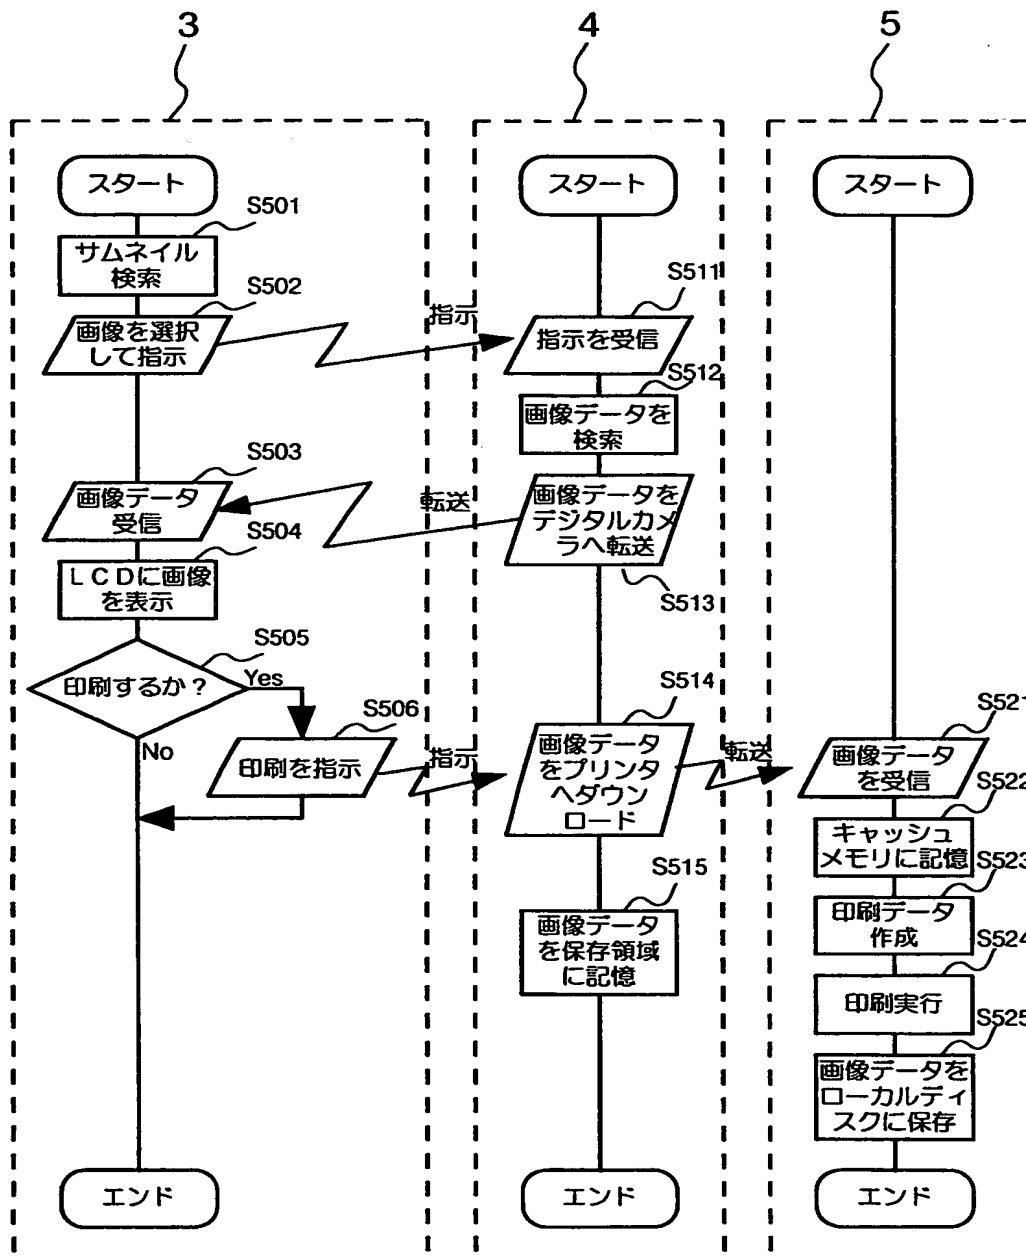 3
4
5
スタート
S501
サムネイル
検索
S502
画像を選択
して指示
指示
S503
画像データ
受信
転送
S504
LCDに画像
を表示
S505
印刷するか？
Yes
No
S506
印刷を指示
指示
エンド
スタート
S511
指示を受信
S512
画像データを
検索
画像データを
デジタルカメ
ラへ転送
S513
S514
画像データ
をプリンタ
へダウン
ロード
転送
S515
画像データ
を保存領域
に記憶
エンド
スタート
S521
画像データ
を受信
S522
キャッシュ
メモリに記憶
S523
印刷データ
作成
S524
印刷実行
S525
画像データを
ローカルディ
スクに保存
エンド